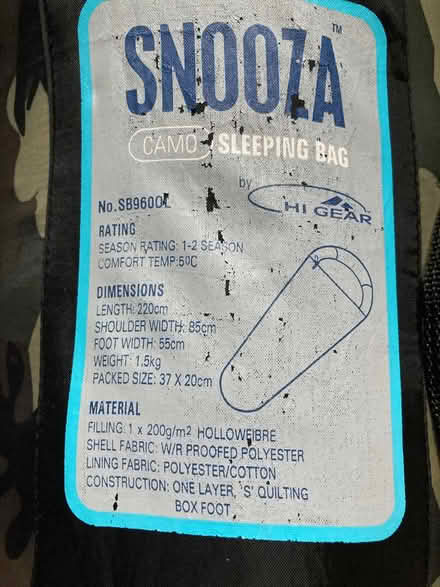 SNOOZA™
CAMO SLEEPING BAG
by HI GEAR
No.SB9600L
RATING
SEASON RATING: 1-2 SEASON
COMFORT TEMP:5ºC
DIMENSIONS
LENGTH: 220cm
SHOULDER WIDTH: 85cm
FOOT WIDTH: 55cm
WEIGHT: 1.5kg
PACKED SIZE: 37 X 20cm
MATERIAL
FILLING: 1 x 200g/m² HOLLOWFIBRE
SHELL FABRIC: W/R PROOFED POLYESTER
LINING FABRIC: POLYESTER/COTTON
CONSTRUCTION: ONE LAYER, 'S' QUILTING
BOX FOOT